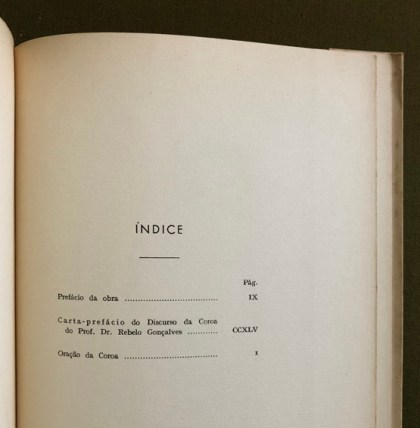 ÍNDICE
Pág.
Prefácio da obra .................................. IX
Carta-prefácio do Discurso da Coroa
do Prof. Dr. Rebelo Gonçalves ........... CCXLV
Oração da Coroa .................................. 1